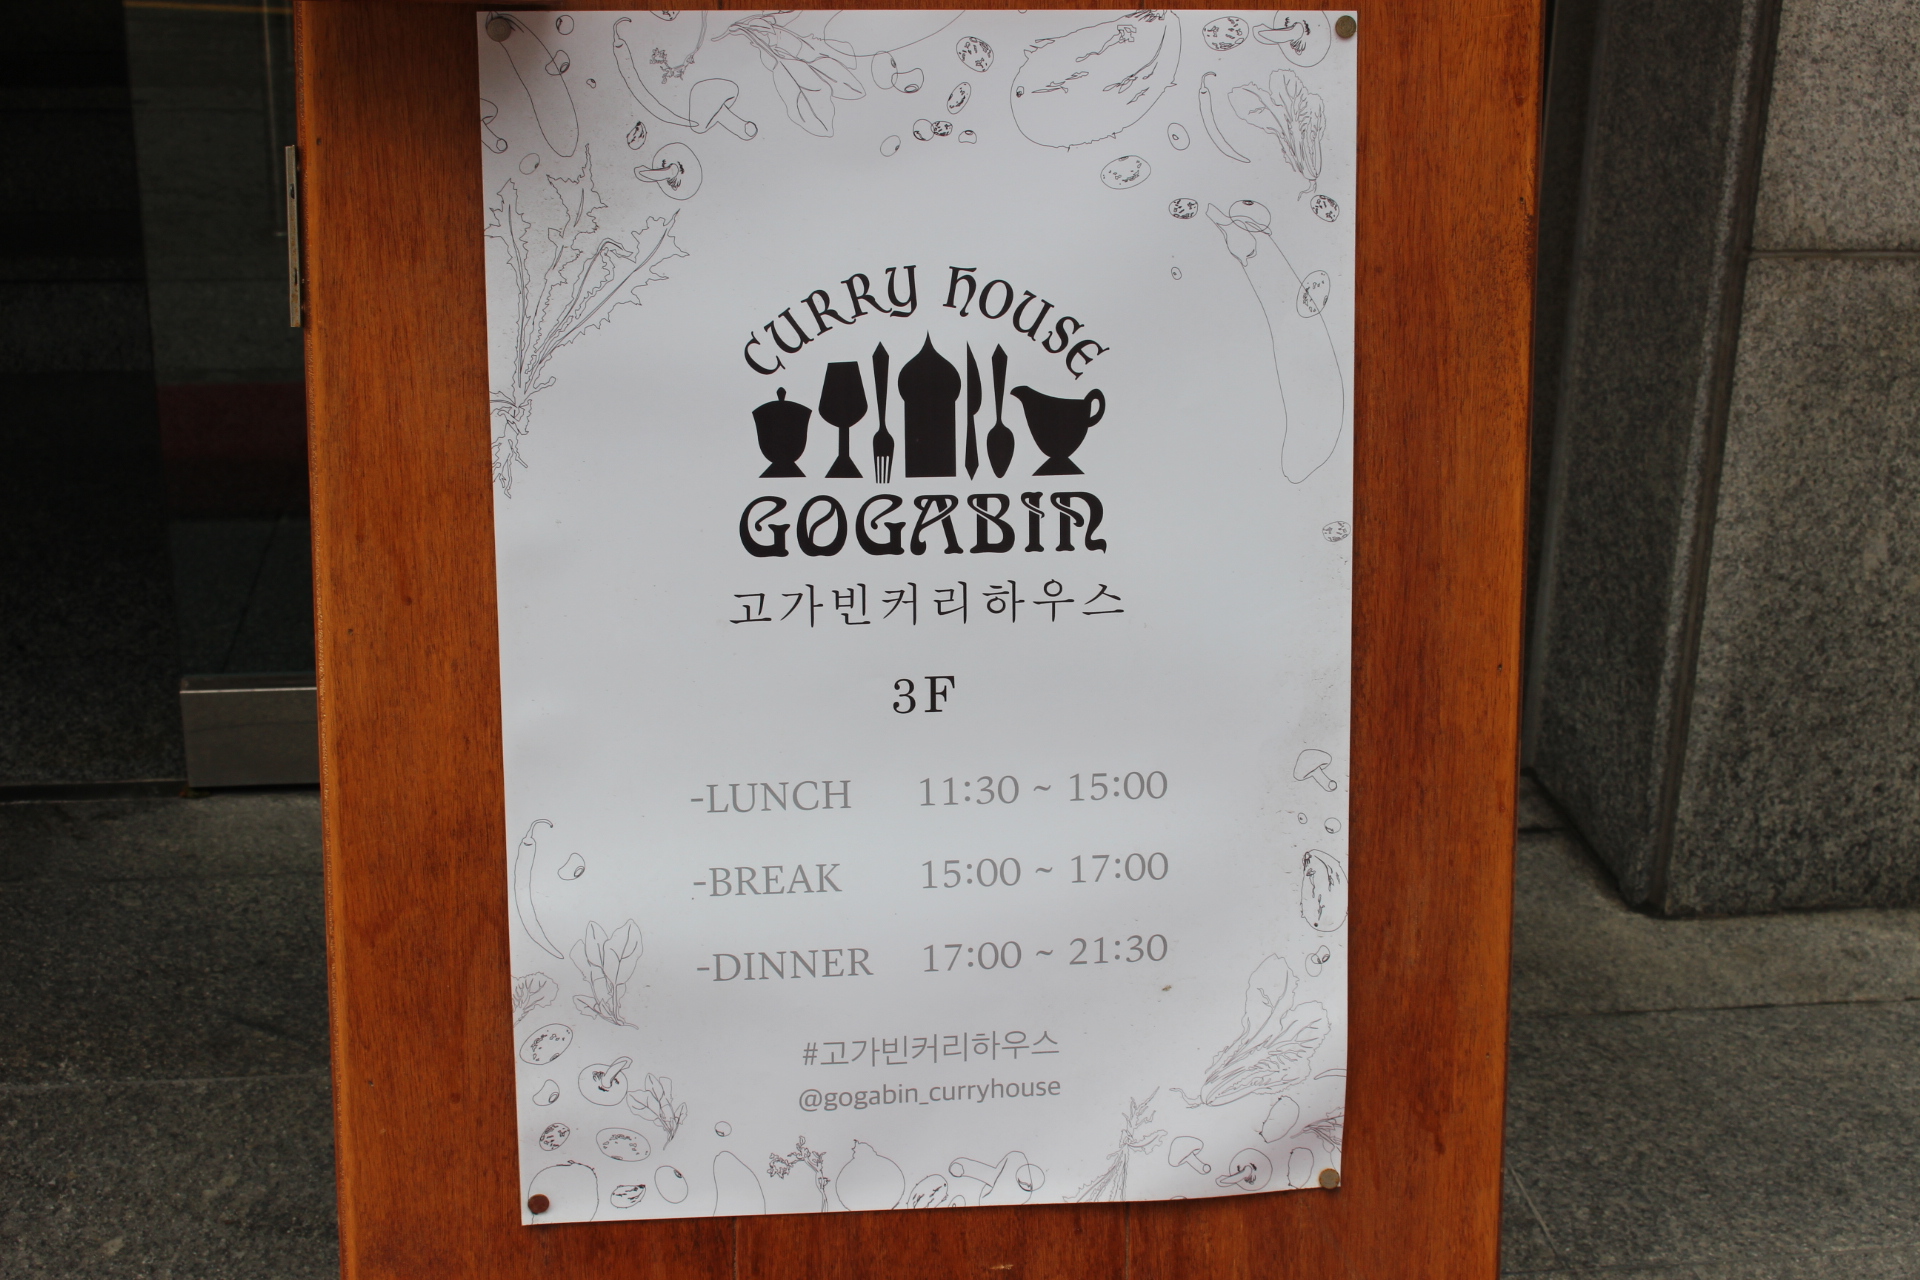 CURRY HOUSE
GOGABIN
고가빈커리하우스
3F
-LUNCH 11:30 ~ 15:00
-BREAK 15:00 ~ 17:00
-DINNER 17:00 ~ 21:30
#고가빈커리하우스
@gogabin_curryhouse